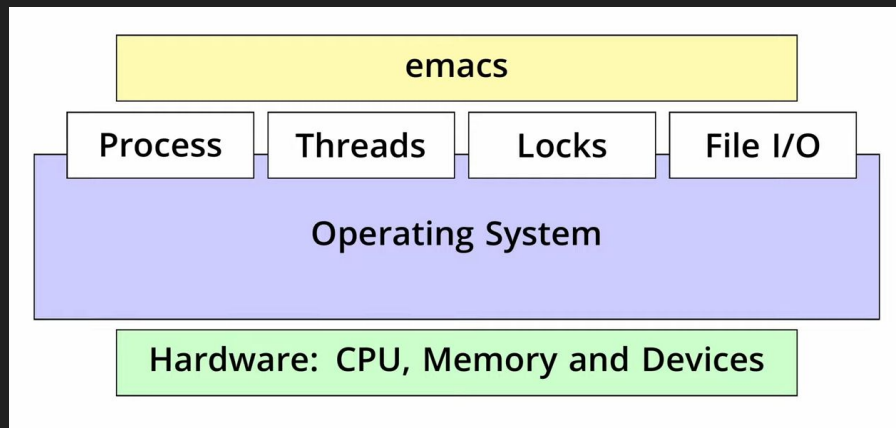 emacs
Process Threads Locks File I/O
Operating System
Hardware: CPU, Memory and Devices